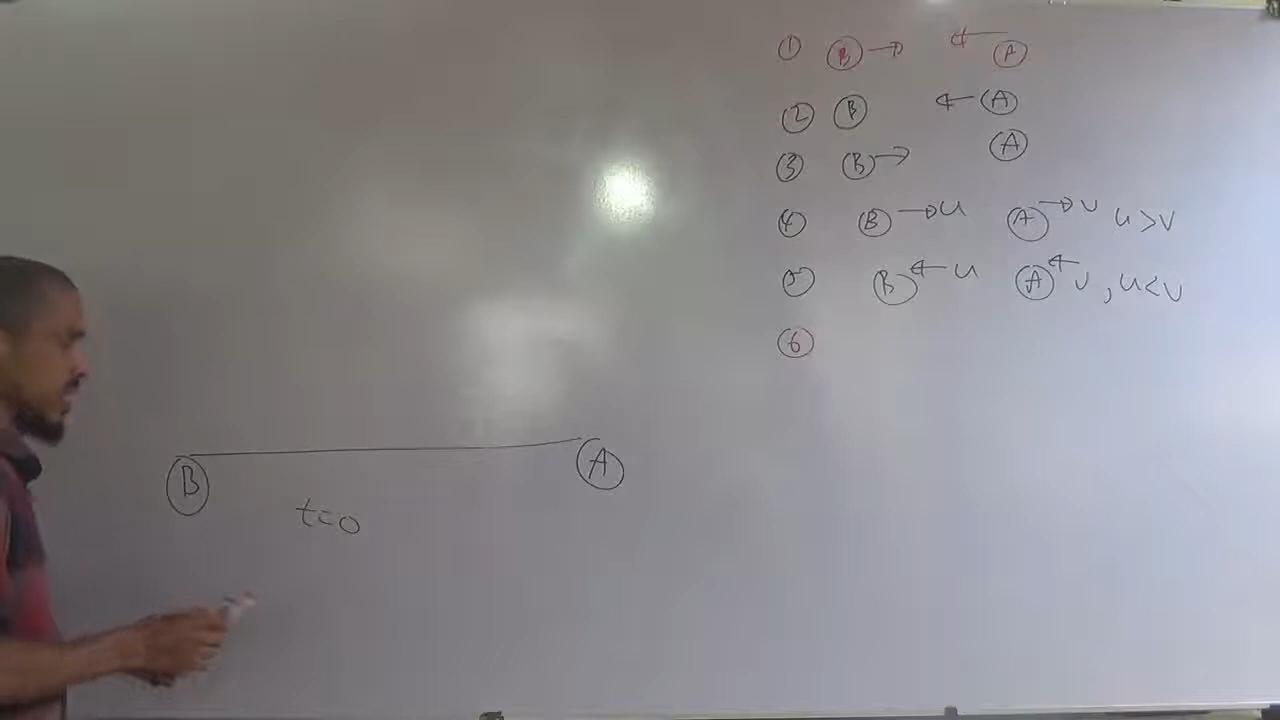 ① B → ← A
② B ← A
③ B → A
④ B → u A → v u > v
⑤ B ← u A ← v , u < v
⑥
B A
t=0